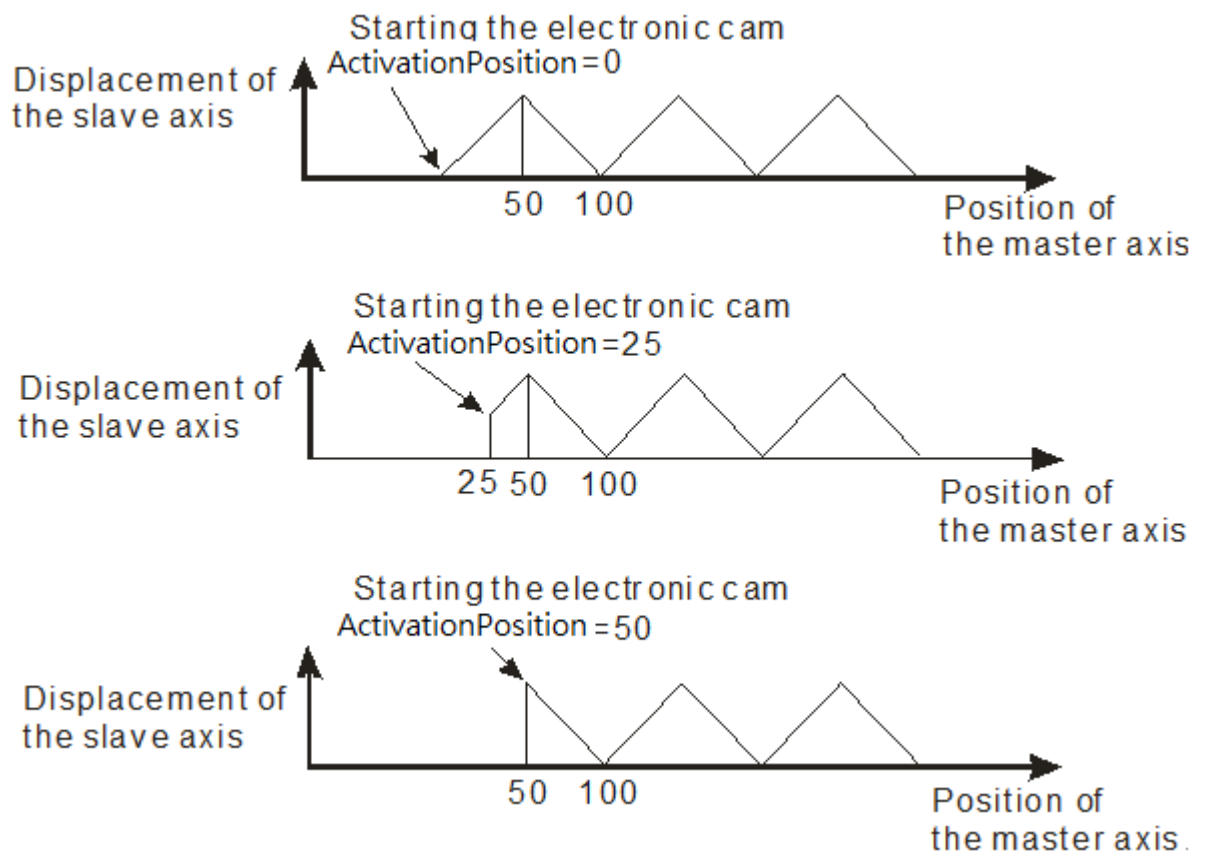 Starting the electronic cam
ActivationPosition = 0
Displacement of
the slave axis
50 100
Position of
the master axis
Starting the electronic cam
ActivationPosition = 25
Displacement of
the slave axis
25 50 100
Position of
the master axis
Starting the electronic cam
ActivationPosition = 50
Displacement of
the slave axis
50 100
Position of
the master axis.